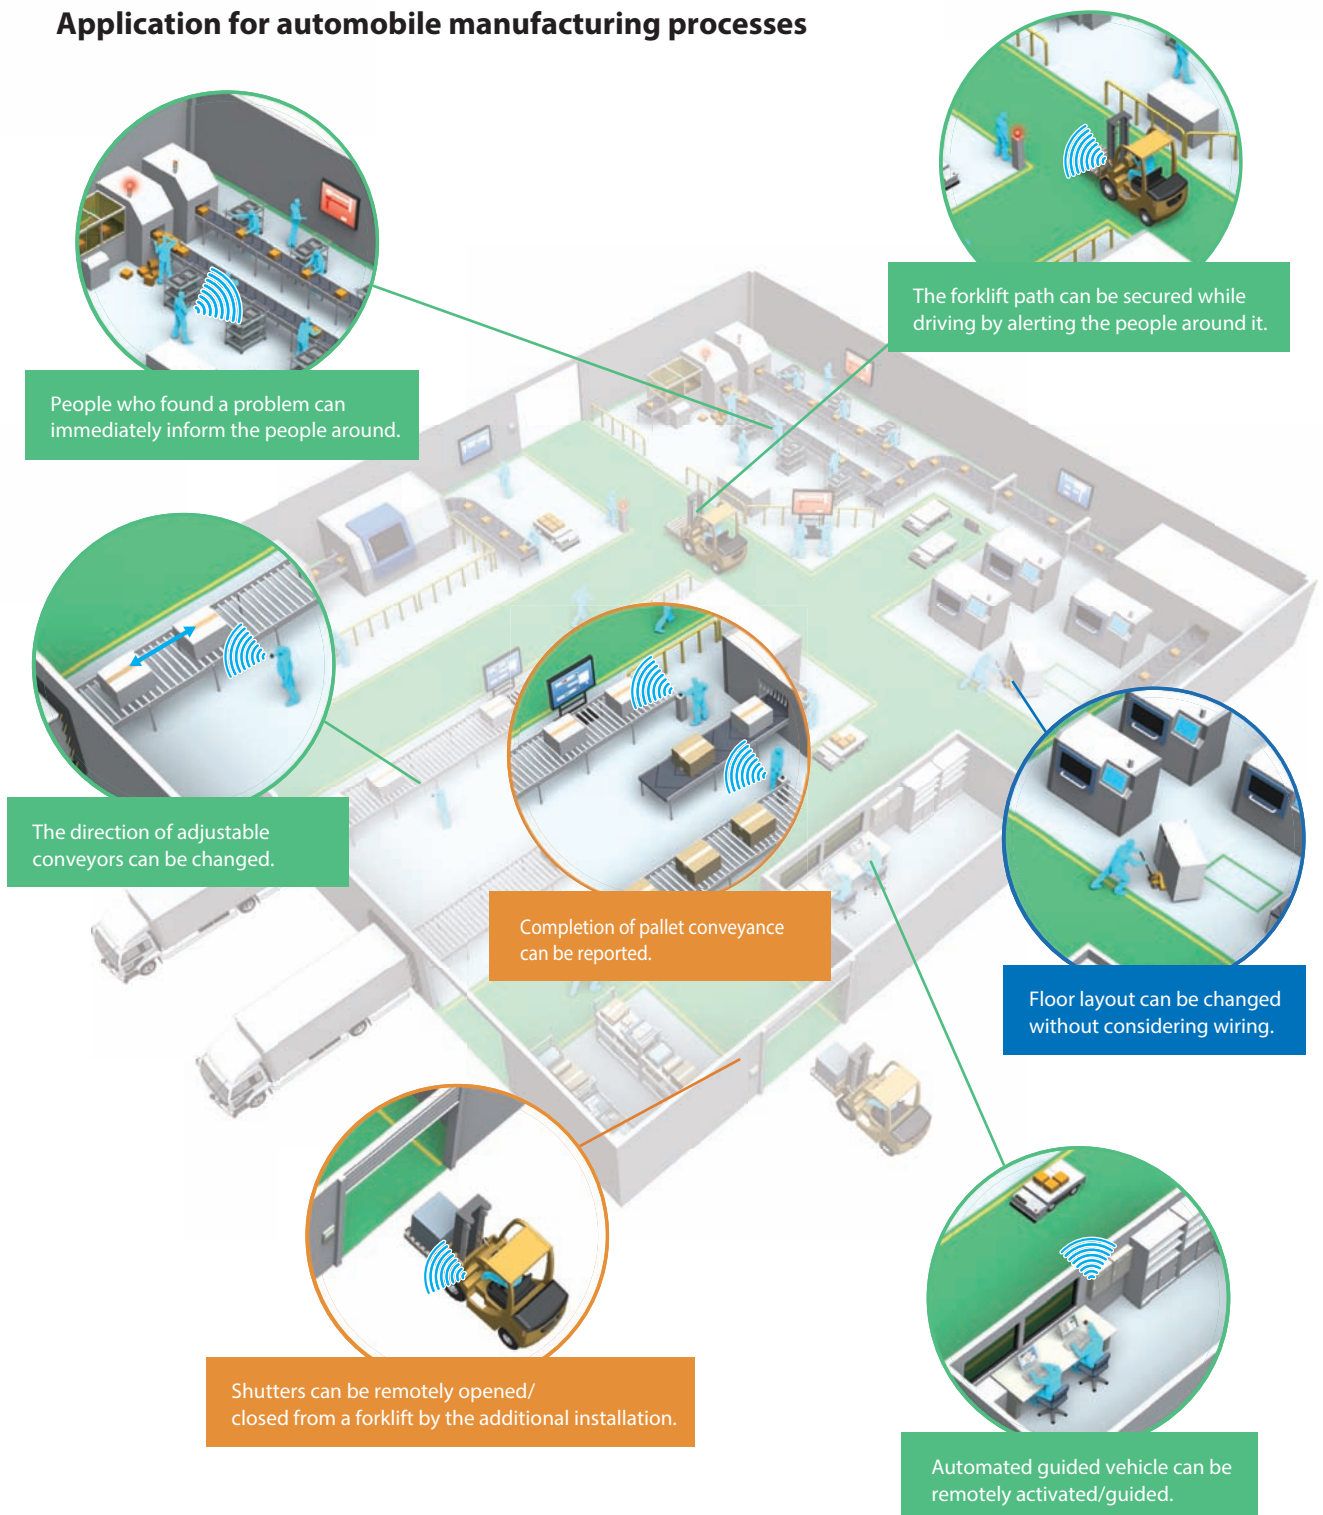 Application for automobile manufacturing processes
The forklift path can be secured while
driving by alerting the people around it.
People who found a problem can
immediately inform the people around.
The direction of adjustable
conveyors can be changed.
Completion of pallet conveyance
can be reported.
Floor layout can be changed
without considering wiring.
Shutters can be remotely opened/
closed from a forklift by the additional installation.
Automated guided vehicle can be
remotely activated/guided.